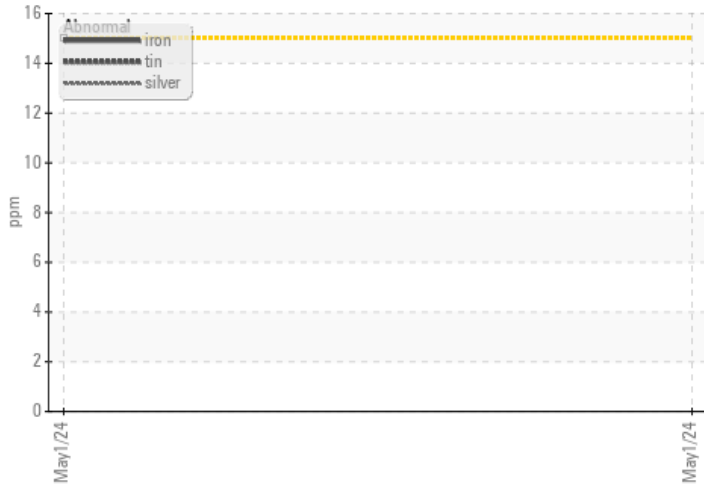 16
Abnormal
iron
tin
silver
14
12
10
8
6
4
2
0
ppm
May1/24
May1/24